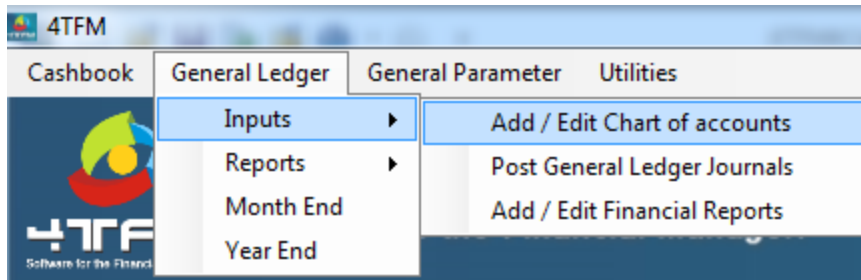 4TFM
Cashbook General Ledger General Parameter Utilities
Inputs Add / Edit Chart of accounts
Reports Post General Ledger Journals
Month End Add / Edit Financial Reports
Year End
4TF
Software for the Financ